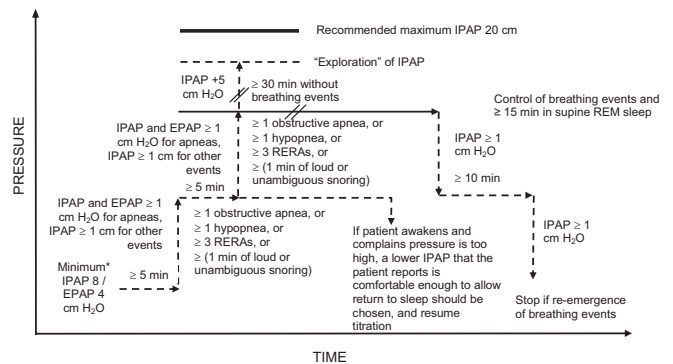 Recommended maximum IPAP 20 cm
“Exploration” of IPAP
IPAP +5
cm H2O
≥ 30 min without
breathing events
Control of breathing events and
≥ 15 min in supine REM sleep
IPAP and EPAP ≥ 1
cm H2O for apneas,
IPAP ≥ 1 cm for other
events
≥ 5 min
≥ 1 obstructive apnea, or
≥ 1 hypopnea, or
≥ 3 RERAs, or
≥ (1 min of loud or
unambiguous snoring)
IPAP ≥ 1
cm H2O
≥ 10 min
IPAP and EPAP ≥ 1
cm H2O for apneas,
IPAP ≥ 1 cm for other
events
≥ 1 obstructive apnea, or
≥ 1 hypopnea, or
≥ 3 RERAs, or
≥ (1 min of loud or
unambiguous snoring)
If patient awakens and
complains pressure is too
high, a lower IPAP that the
patient reports is
comfortable enough to allow
return to sleep should be
chosen, and resume
titration
IPAP ≥ 1
cm H2O
Minimum*
IPAP 8 /
EPAP 4
cm H2O
≥ 5 min
Stop if re-emergence
of breathing events
PRESSURE
TIME